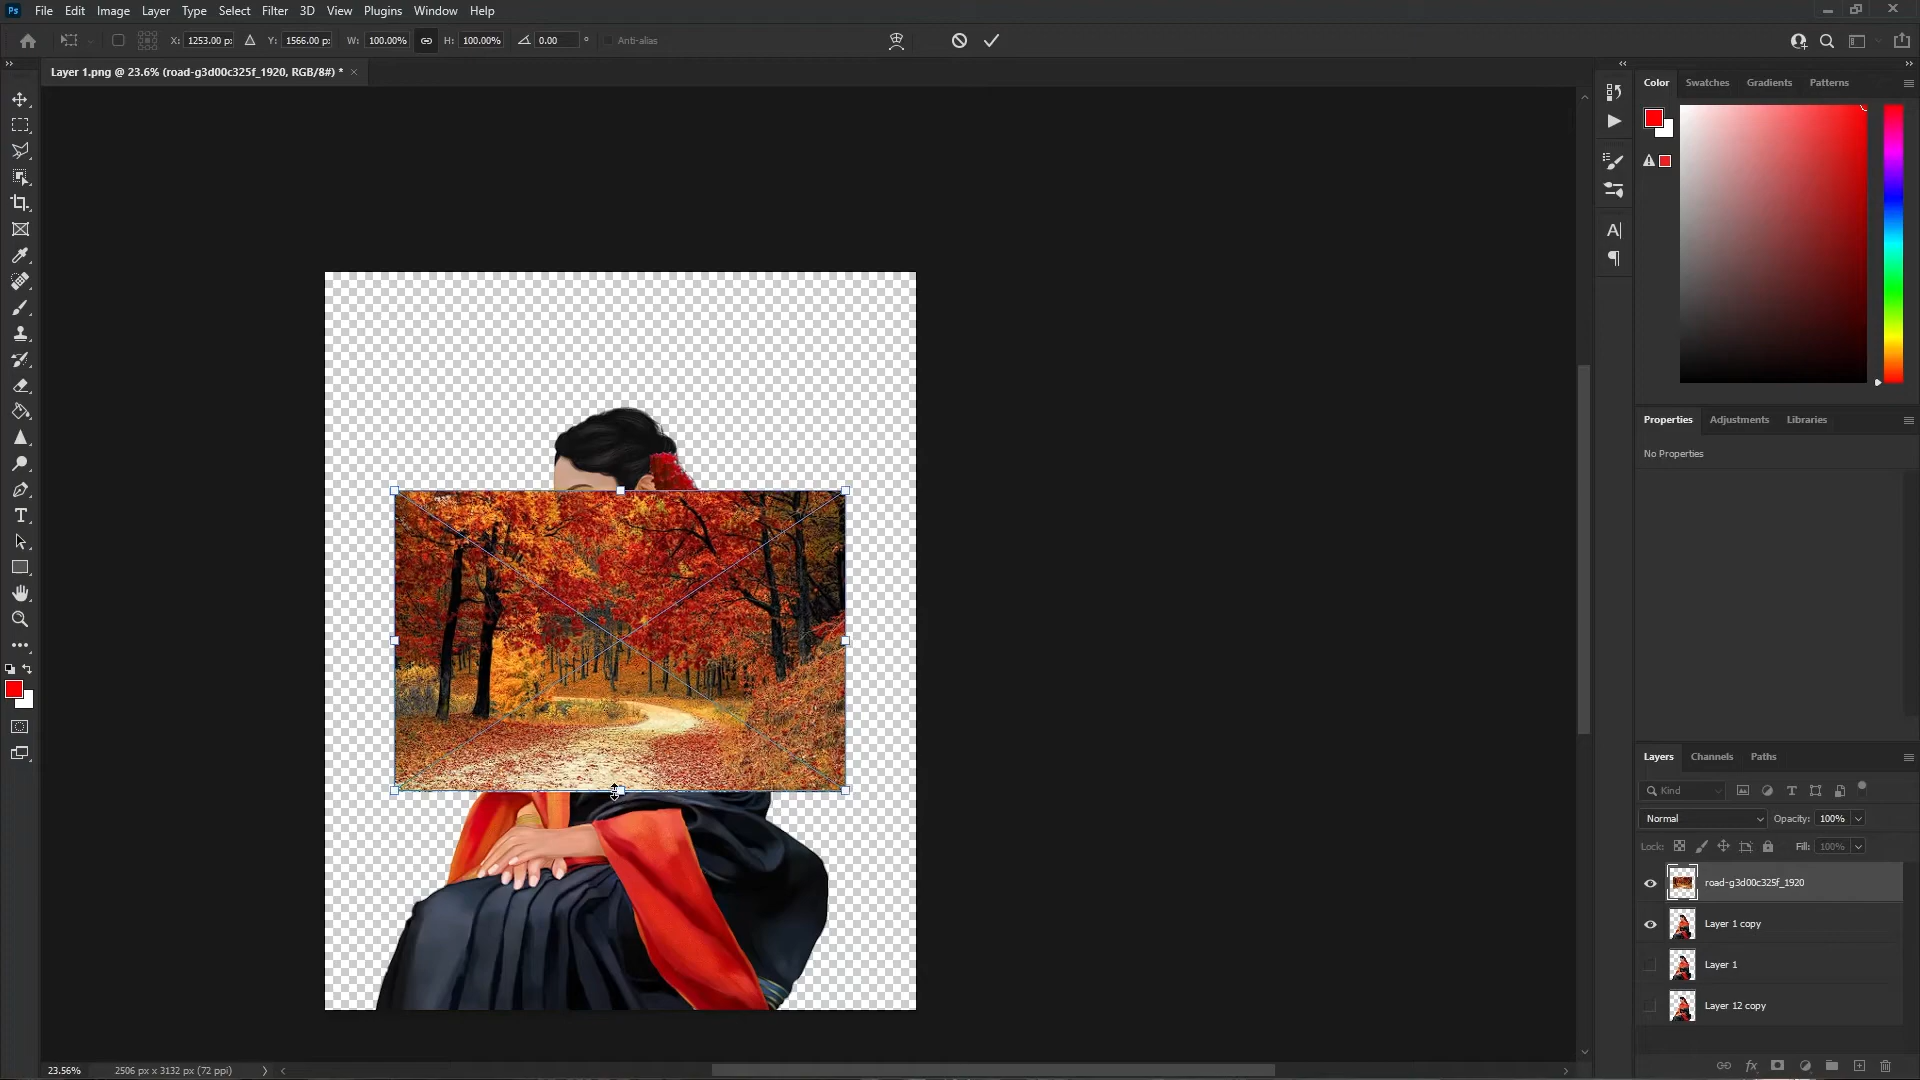 Ps File Edit Image Layer Type Select Filter 3D View Plugins Window Help
X: 1253.00 p: Y: 1566.00 p: W: 100.00% H: 100.00% 0.00 ° Anti-alias
Layer 1.png @ 23.6% (road-g3d00c325f_1920, RGB/8#) * ×
Color Swatches Gradients Patterns
Properties Adjustments Libraries
No Properties
Layers Channels Paths
Kind
Normal Opacity: 100%
Lock: Fill: 100%
road-g3d00c325f_1920
Layer 1 copy
Layer 1
Layer 12 copy
fx
23.56% 2506 px x 3132 px (72 ppi)